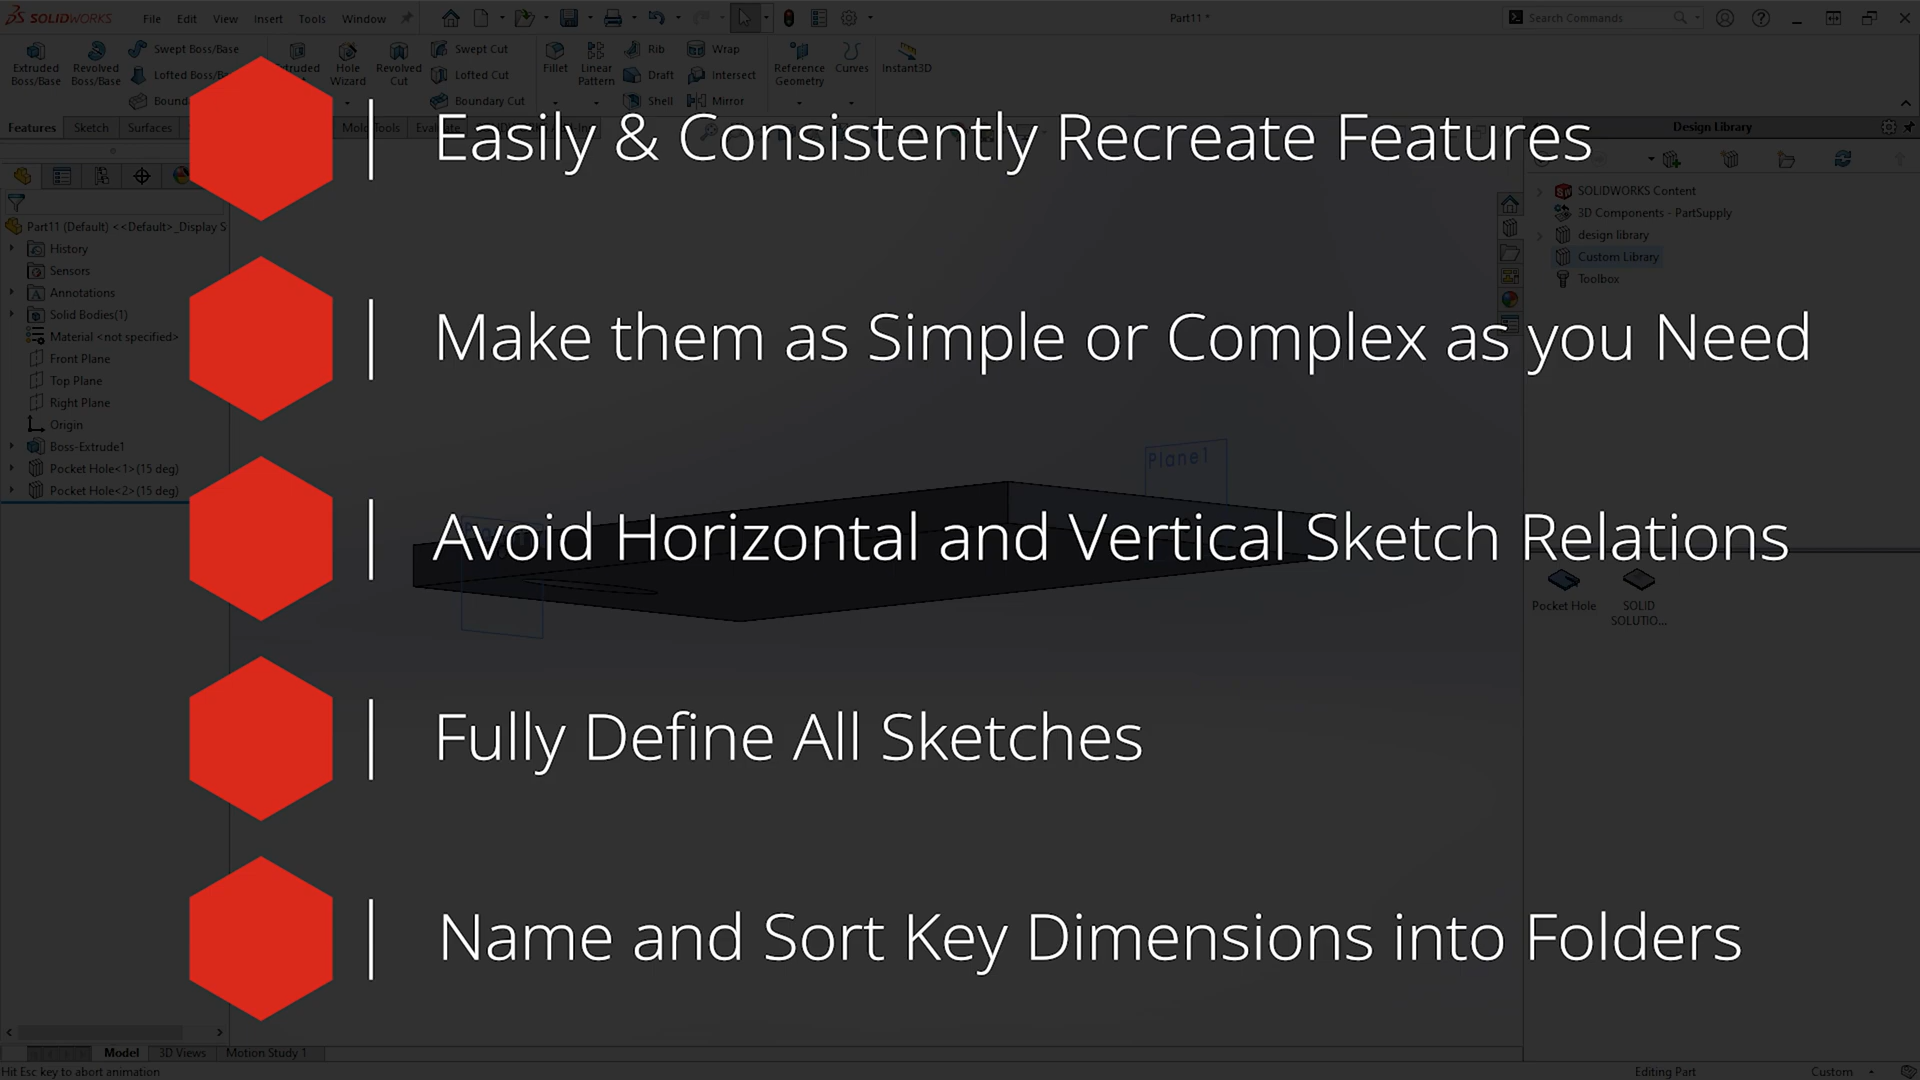 SOLIDWORKS File Edit View Insert Tools Window Part11 * Search Commands
Extruded Boss/Base
Revolved Boss/Base
Swept Boss/Base
Lofted
Hole Wizard
Revolved Cut
Swept Cut
Lofted Cut
Boundary Cut
Fillet
Linear Pattern
Rib
Draft
Shell
Wrap
Intersect
Mirror
Reference Geometry
Curves
Instant3D
Features Sketch Surfaces
Design Library
Easily & Consistently Recreate Features
Make them as Simple or Complex as you Need
Avoid Horizontal and Vertical Sketch Relations
Fully Define All Sketches
Name and Sort Key Dimensions into Folders
Part11 (Default) <<Default>_Display S
History
Sensors
Annotations
Solid Bodies(1)
Material <not specified>
Front Plane
Top Plane
Right Plane
Origin
Boss-Extrude1
Pocket Hole<1>(15 deg)
Pocket Hole<2>(15 deg)
Plane1
SOLIDWORKS Content
3D Components - PartSupply
design library
Custom Library
Toolbox
Pocket Hole
SOLID SOLUTIO...
Model 3D Views Motion Study 1
Hit Esc key to abort animation
Editing Part Custom